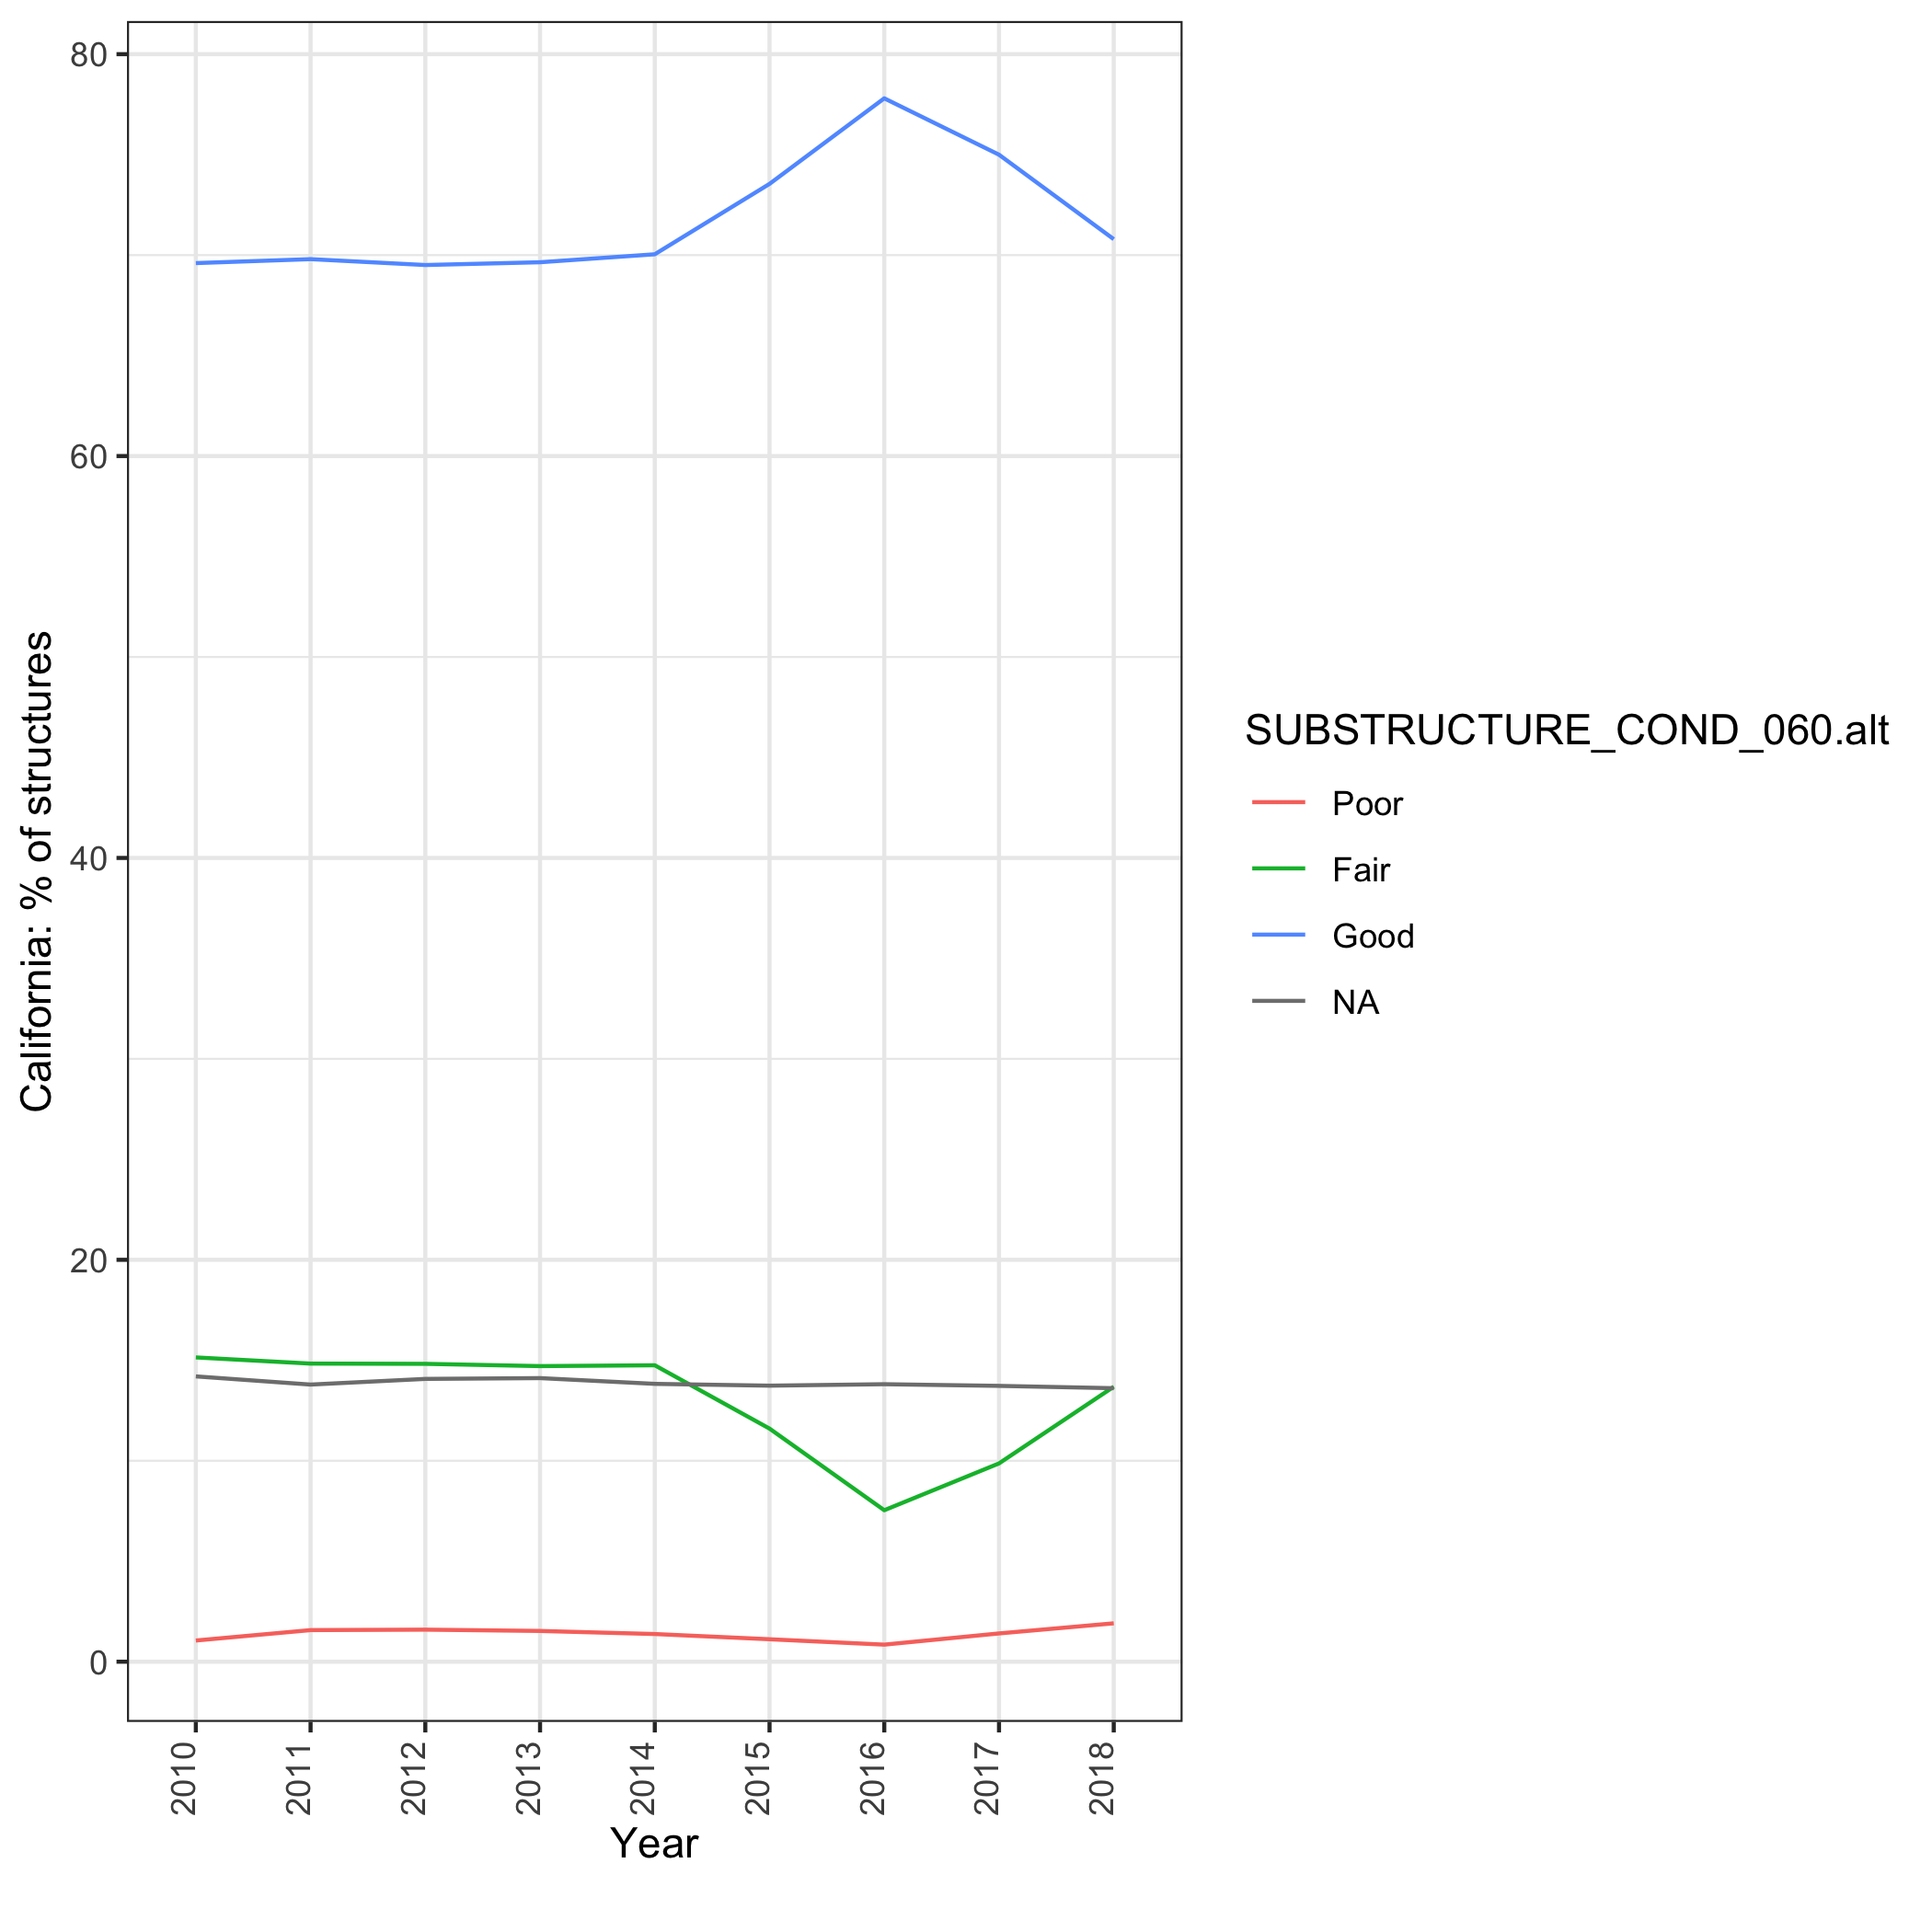 California: % of structures
80
60
40
20
0
2010
2011
2012
2013
2014
2015
2016
2017
2018
Year
SUBSTRUCTURE_COND_060.alt
Poor
Fair
Good
NA